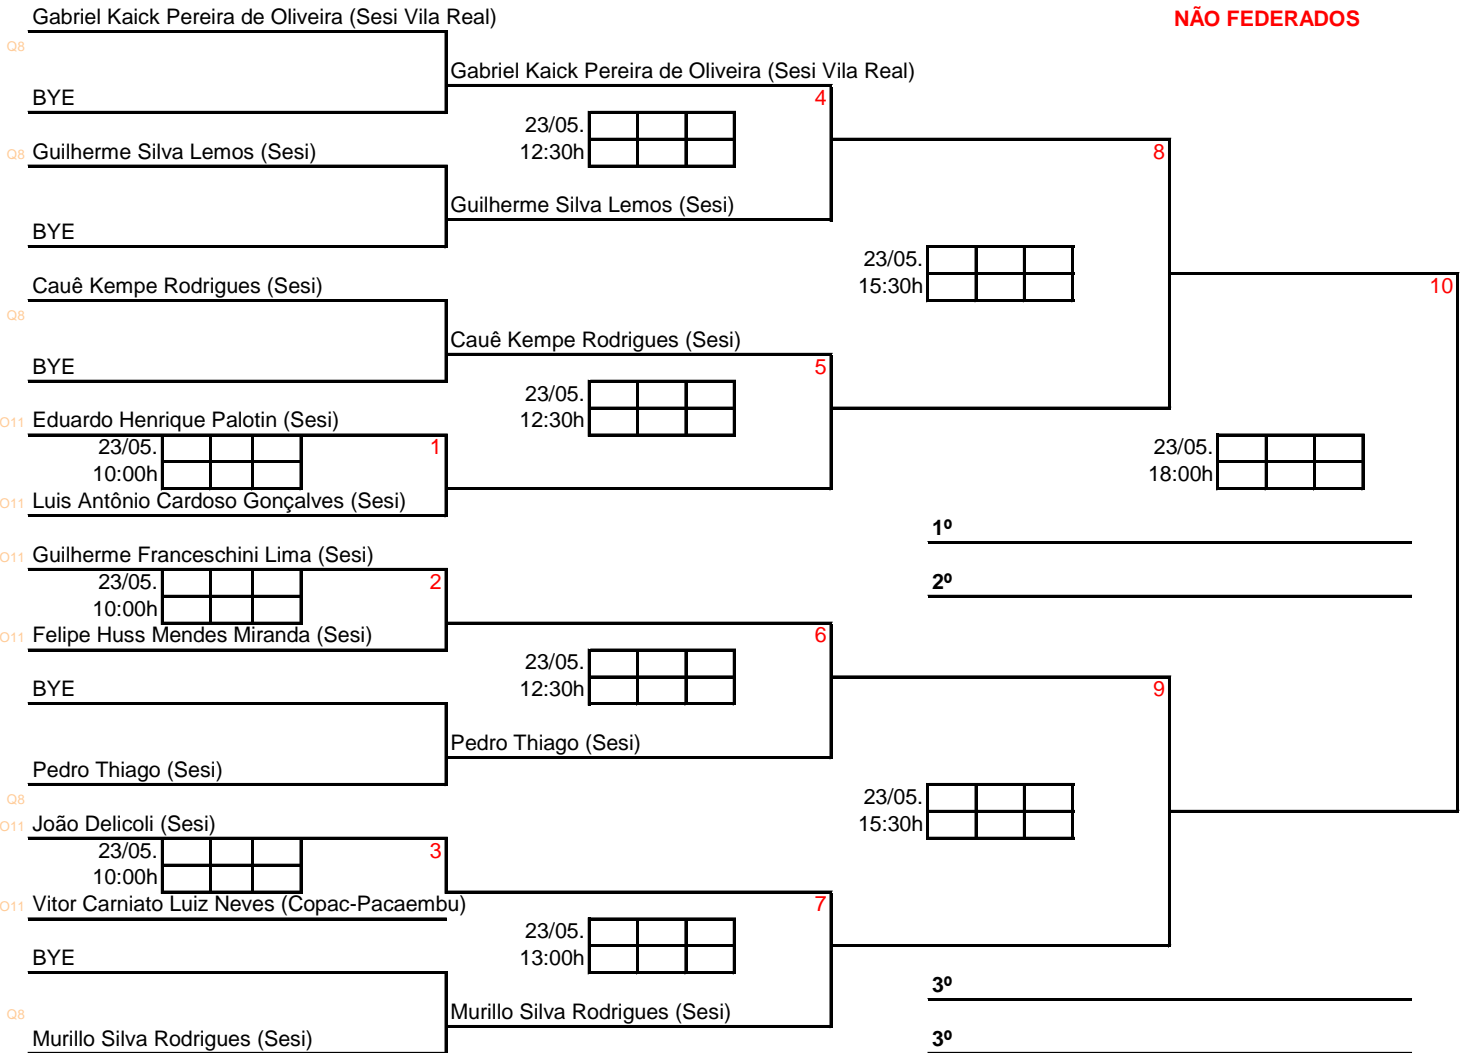 Gabriel Kaick Pereira de Oliveira (Sesi Vila Real)
NÃO FEDERADOS
Q8
Gabriel Kaick Pereira de Oliveira (Sesi Vila Real)
BYE
4
23/05.
12:30h
Q8 Guilherme Silva Lemos (Sesi)
8
Guilherme Silva Lemos (Sesi)
BYE
23/05.
15:30h
Cauê Kempe Rodrigues (Sesi)
10
Q8
Cauê Kempe Rodrigues (Sesi)
BYE
5
23/05.
12:30h
O11 Eduardo Henrique Palotin (Sesi)
23/05.
10:00h
1
23/05.
18:00h
O11 Luis Antônio Cardoso Gonçalves (Sesi)
1º
O11 Guilherme Franceschini Lima (Sesi)
23/05.
10:00h
2
2º
O11 Felipe Huss Mendes Miranda (Sesi)
6
23/05.
12:30h
BYE
9
Pedro Thiago (Sesi)
Pedro Thiago (Sesi)
Q8
23/05.
15:30h
O11 João Delicoli (Sesi)
23/05.
10:00h
3
O11 Vitor Carniato Luiz Neves (Copac-Pacaembu)
7
23/05.
13:00h
BYE
3º
Q8
Murillo Silva Rodrigues (Sesi)
Murillo Silva Rodrigues (Sesi)
3º